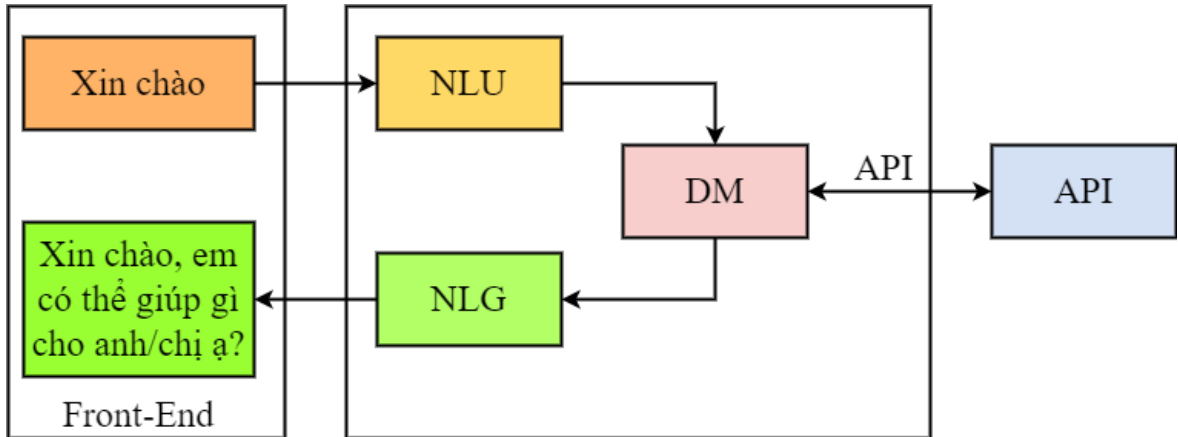 Xin chào
NLU
DM
API
API
Xin chào, em
có thể giúp gì
cho anh/chị ạ?
NLG
Front-End